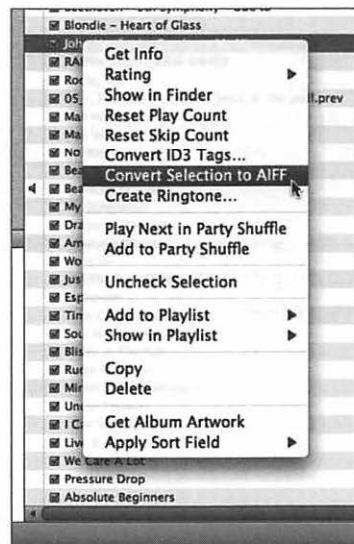 Blondie – Heart of Glass
Get Info
Rating
Show in Finder
Reset Play Count
Reset Skip Count
Convert ID3 Tags...
Convert Selection to AIFF
Create Ringtone...
Play Next in Party Shuffle
Add to Party Shuffle
Uncheck Selection
Add to Playlist
Show in Playlist
Copy
Delete
Get Album Artwork
Apply Sort Field
We Care A Lot
Pressure Drop
Absolute Beginners